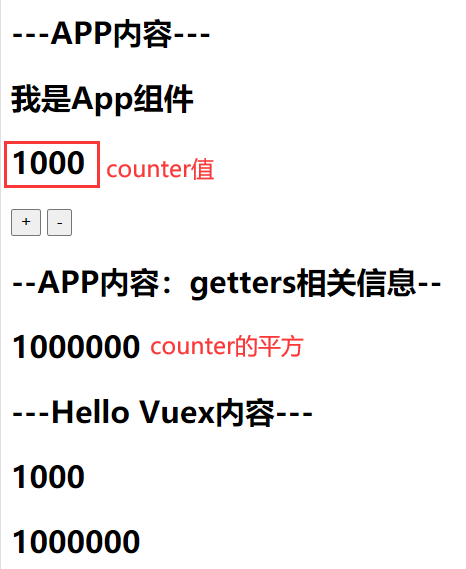 ---APP内容---
我是App组件
1000 counter值
+ -
--APP内容：getters相关信息--
1000000 counter的平方
---Hello Vuex内容---
1000
1000000